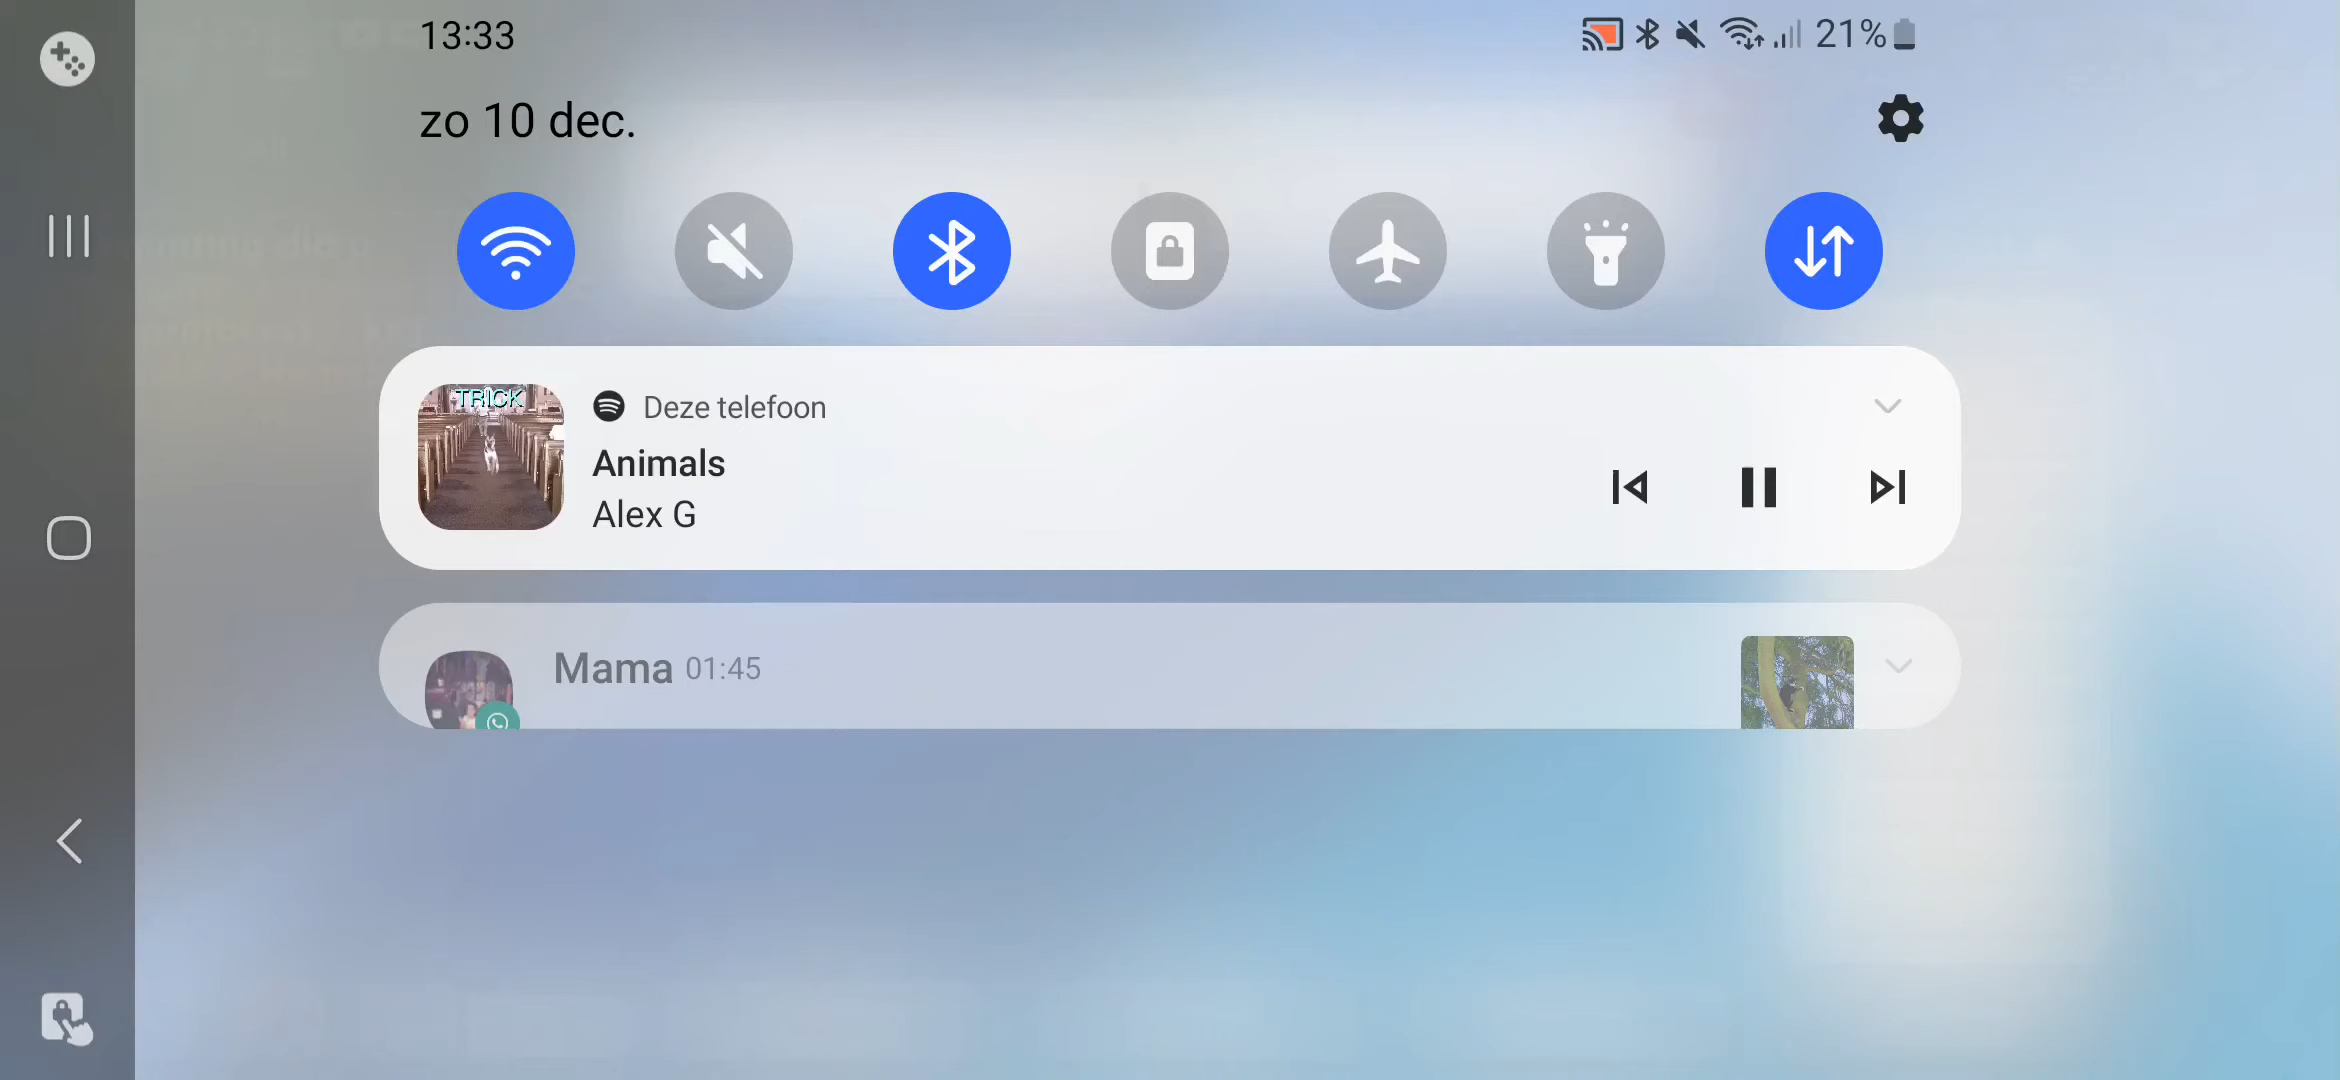 13:33
21%
zo 10 dec.
TRICK
Deze telefoon
Animals
Alex G
Mama 01:45